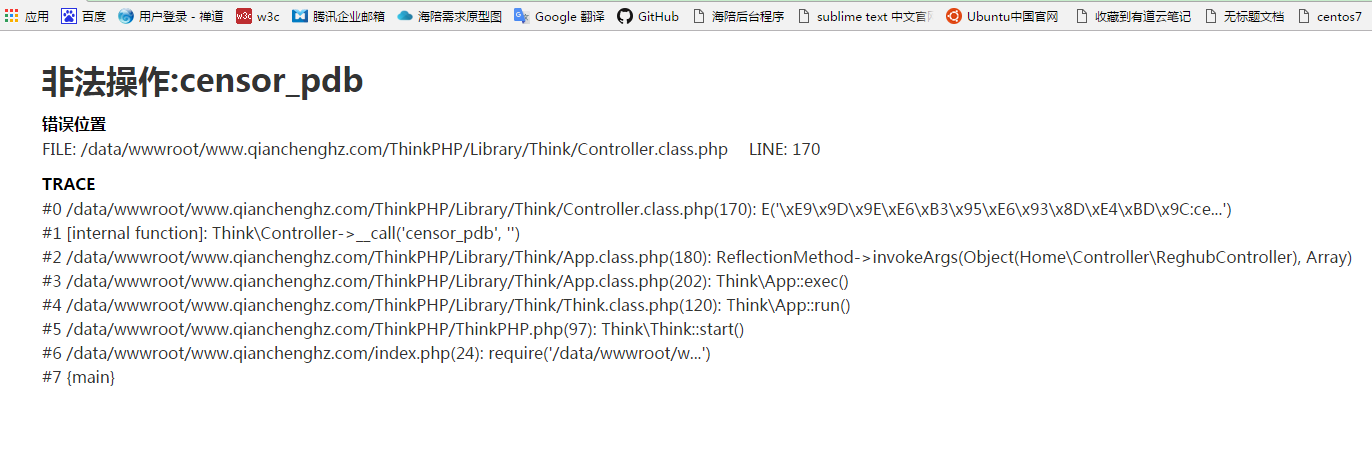 应用 百度 用户登录 - 禅道 w3c 腾讯企业邮箱 海陪需求原型图 Google 翻译 GitHub 海陪后台程序 sublime text 中文官 Ubuntu中国官网 收藏到有道云笔记 无标题文档 centos7
非法操作:censor_pdb
错误位置
FILE: /data/wwwroot/www.qianchenghz.com/ThinkPHP/Library/Think/Controller.class.php LINE: 170
TRACE
#0 /data/wwwroot/www.qianchenghz.com/ThinkPHP/Library/Think/Controller.class.php(170): E('\xE9\x9D\x9E\xE6\xB3\x95\xE6\x93\x8D\xE4\xBD\x9C:ce...')
#1 [internal function]: Think\Controller->__call('censor_pdb', '')
#2 /data/wwwroot/www.qianchenghz.com/ThinkPHP/Library/Think/App.class.php(180): ReflectionMethod->invokeArgs(Object(Home\Controller\ReghubController), Array)
#3 /data/wwwroot/www.qianchenghz.com/ThinkPHP/Library/Think/App.class.php(202): Think\App::exec()
#4 /data/wwwroot/www.qianchenghz.com/ThinkPHP/Library/Think/Think.class.php(120): Think\App::run()
#5 /data/wwwroot/www.qianchenghz.com/ThinkPHP/ThinkPHP.php(97): Think\Think::start()
#6 /data/wwwroot/www.qianchenghz.com/index.php(24): require('/data/wwwroot/w...')
#7 {main}